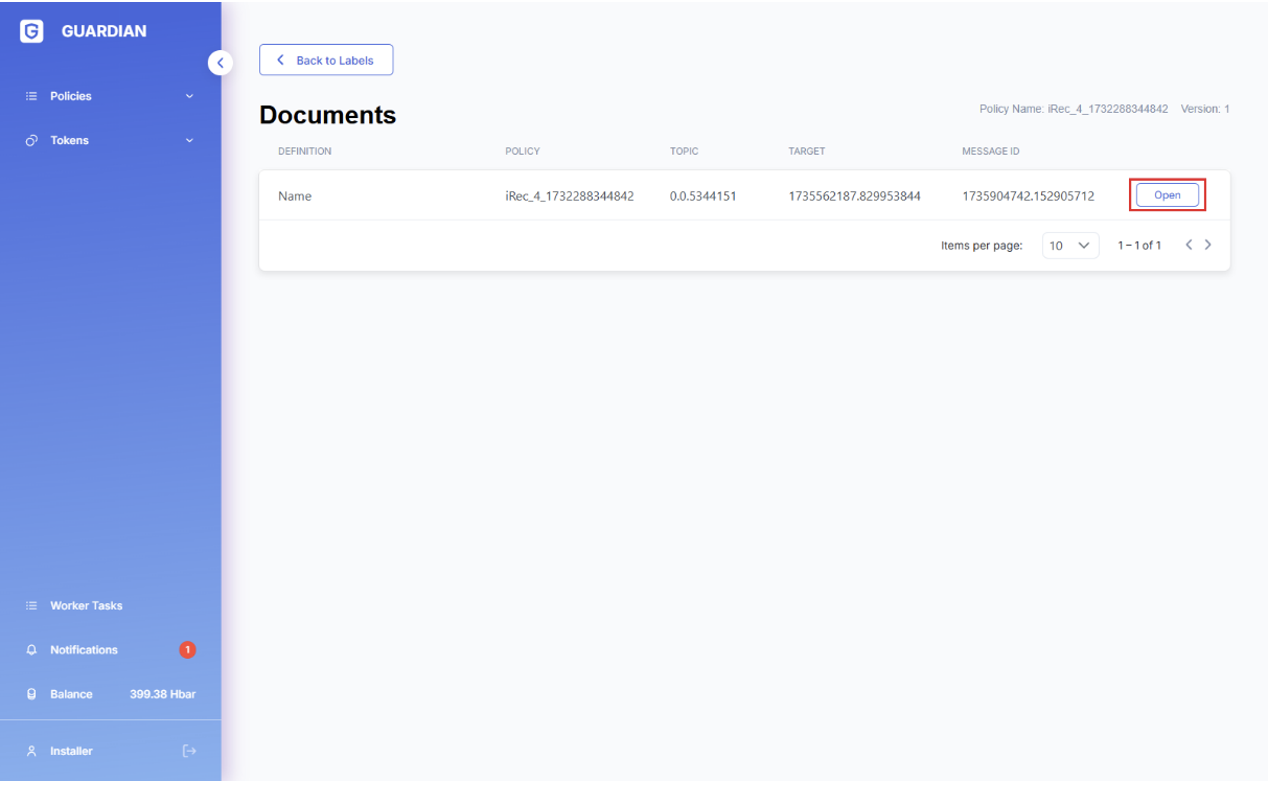 GUARDIAN
Back to Labels
Policies
Documents
Policy Name: iRec_4_1732288344842 Version: 1
Tokens
DEFINITION POLICY TOPIC TARGET MESSAGE ID
Name iRec_4_1732288344842 0.0.5344151 1735562187.829953844 1735904742.152905712 Open
Items per page: 10 1 – 1 of 1
Worker Tasks
Notifications 1
Balance 399.38 Hbar
Installer